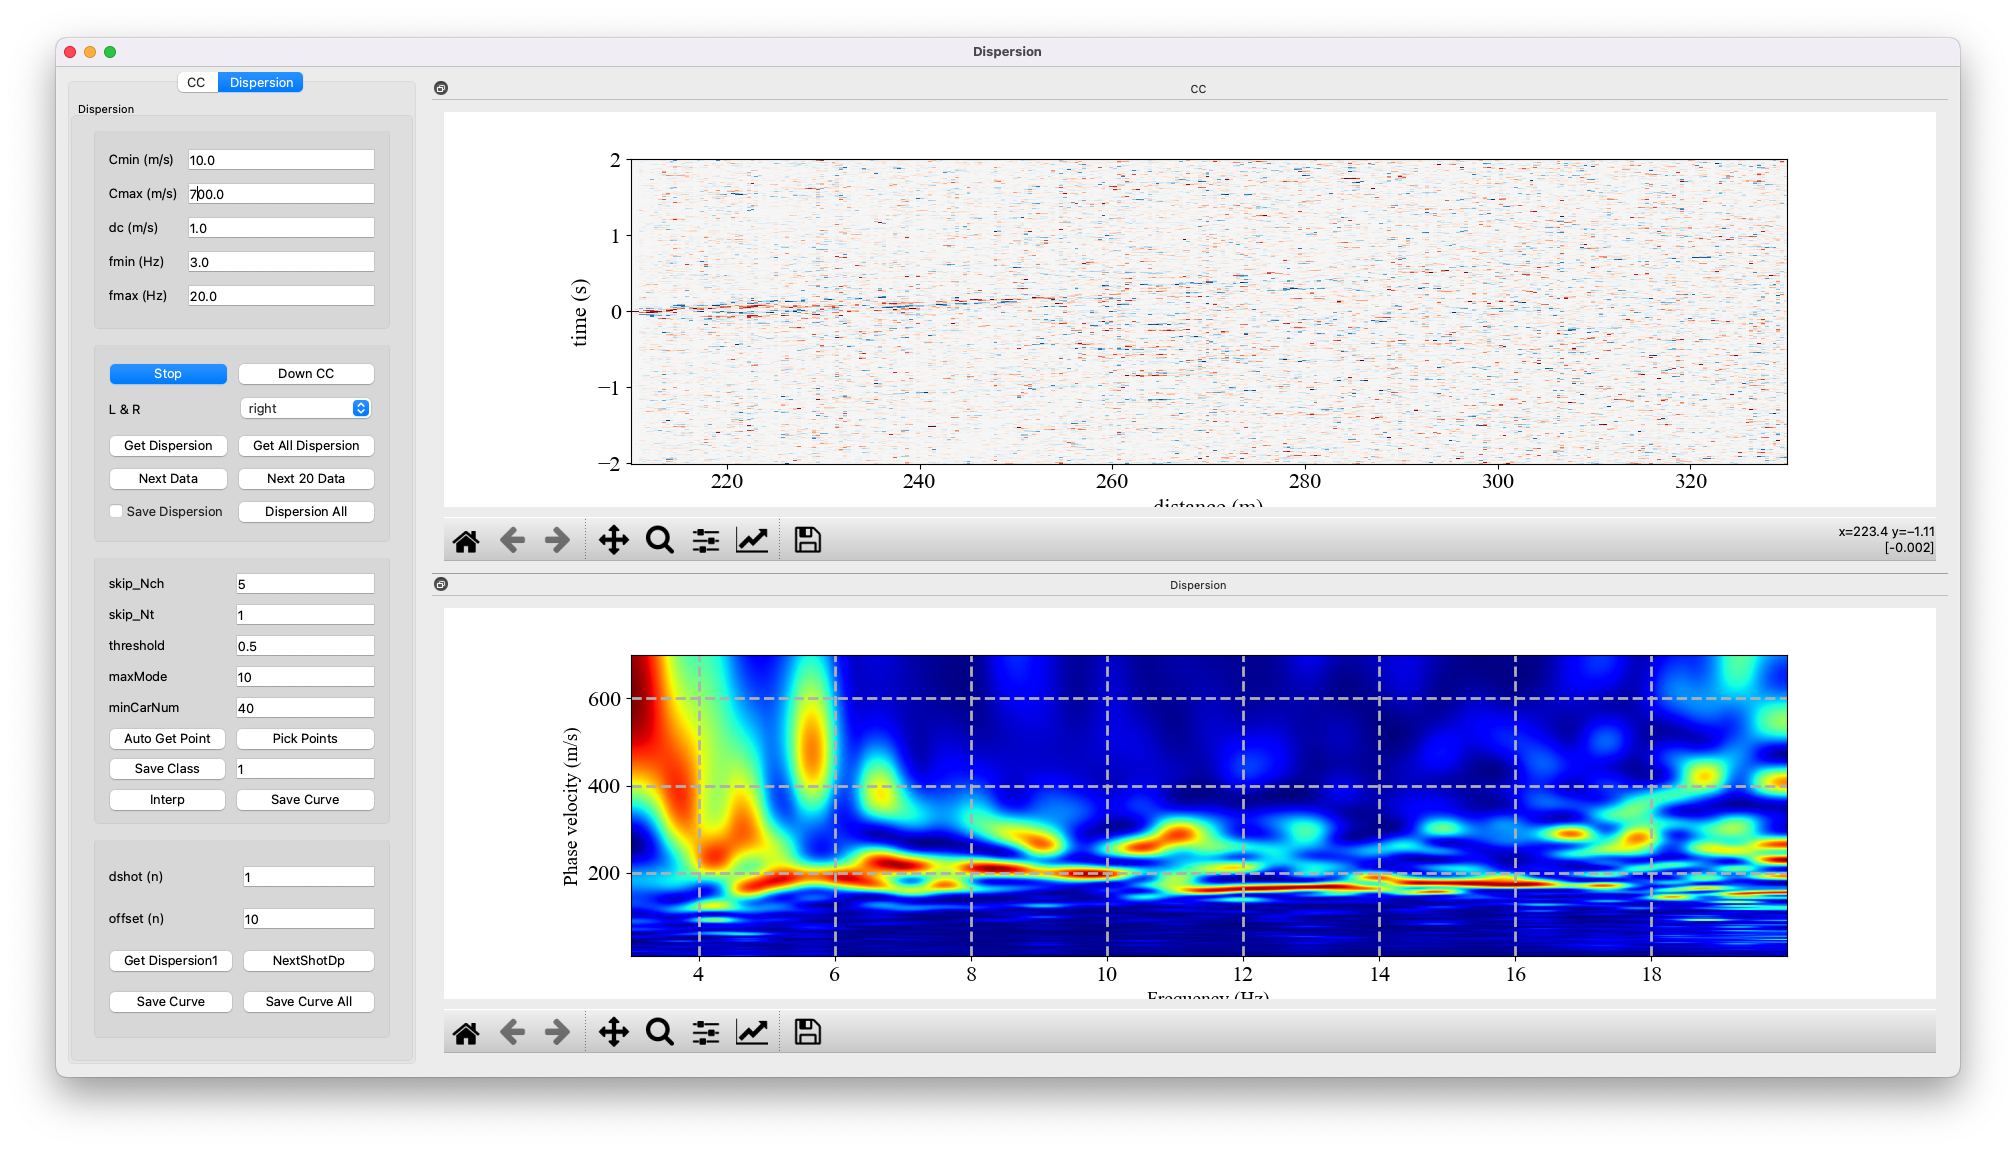 Dispersion
CC
Dispersion
Dispersion
Cmin (m/s) 10.0
Cmax (m/s) 700.0
dc (m/s) 1.0
fmin (Hz) 3.0
fmax (Hz) 20.0
Stop
Down CC
L & R
right
Get Dispersion
Get All Dispersion
Next Data
Next 20 Data
Save Dispersion
Dispersion All
skip_Nch 5
skip_Nt 1
threshold 0.5
maxMode 10
minCarNum 40
Auto Get Point
Pick Points
Save Class
1
Interp
Save Curve
dshot (n) 1
offset (n) 10
Get Dispersion1
NextShotDp
Save Curve
Save Curve All
CC
2
1
0
−1
−2
time (s)
220 240 260 280 300 320
distance (m)
x=223.4 y=−1.11
[-0.002]
Dispersion
600
400
200
Phase velocity (m/s)
4 6 8 10 12 14 16 18
Frequency (Hz)